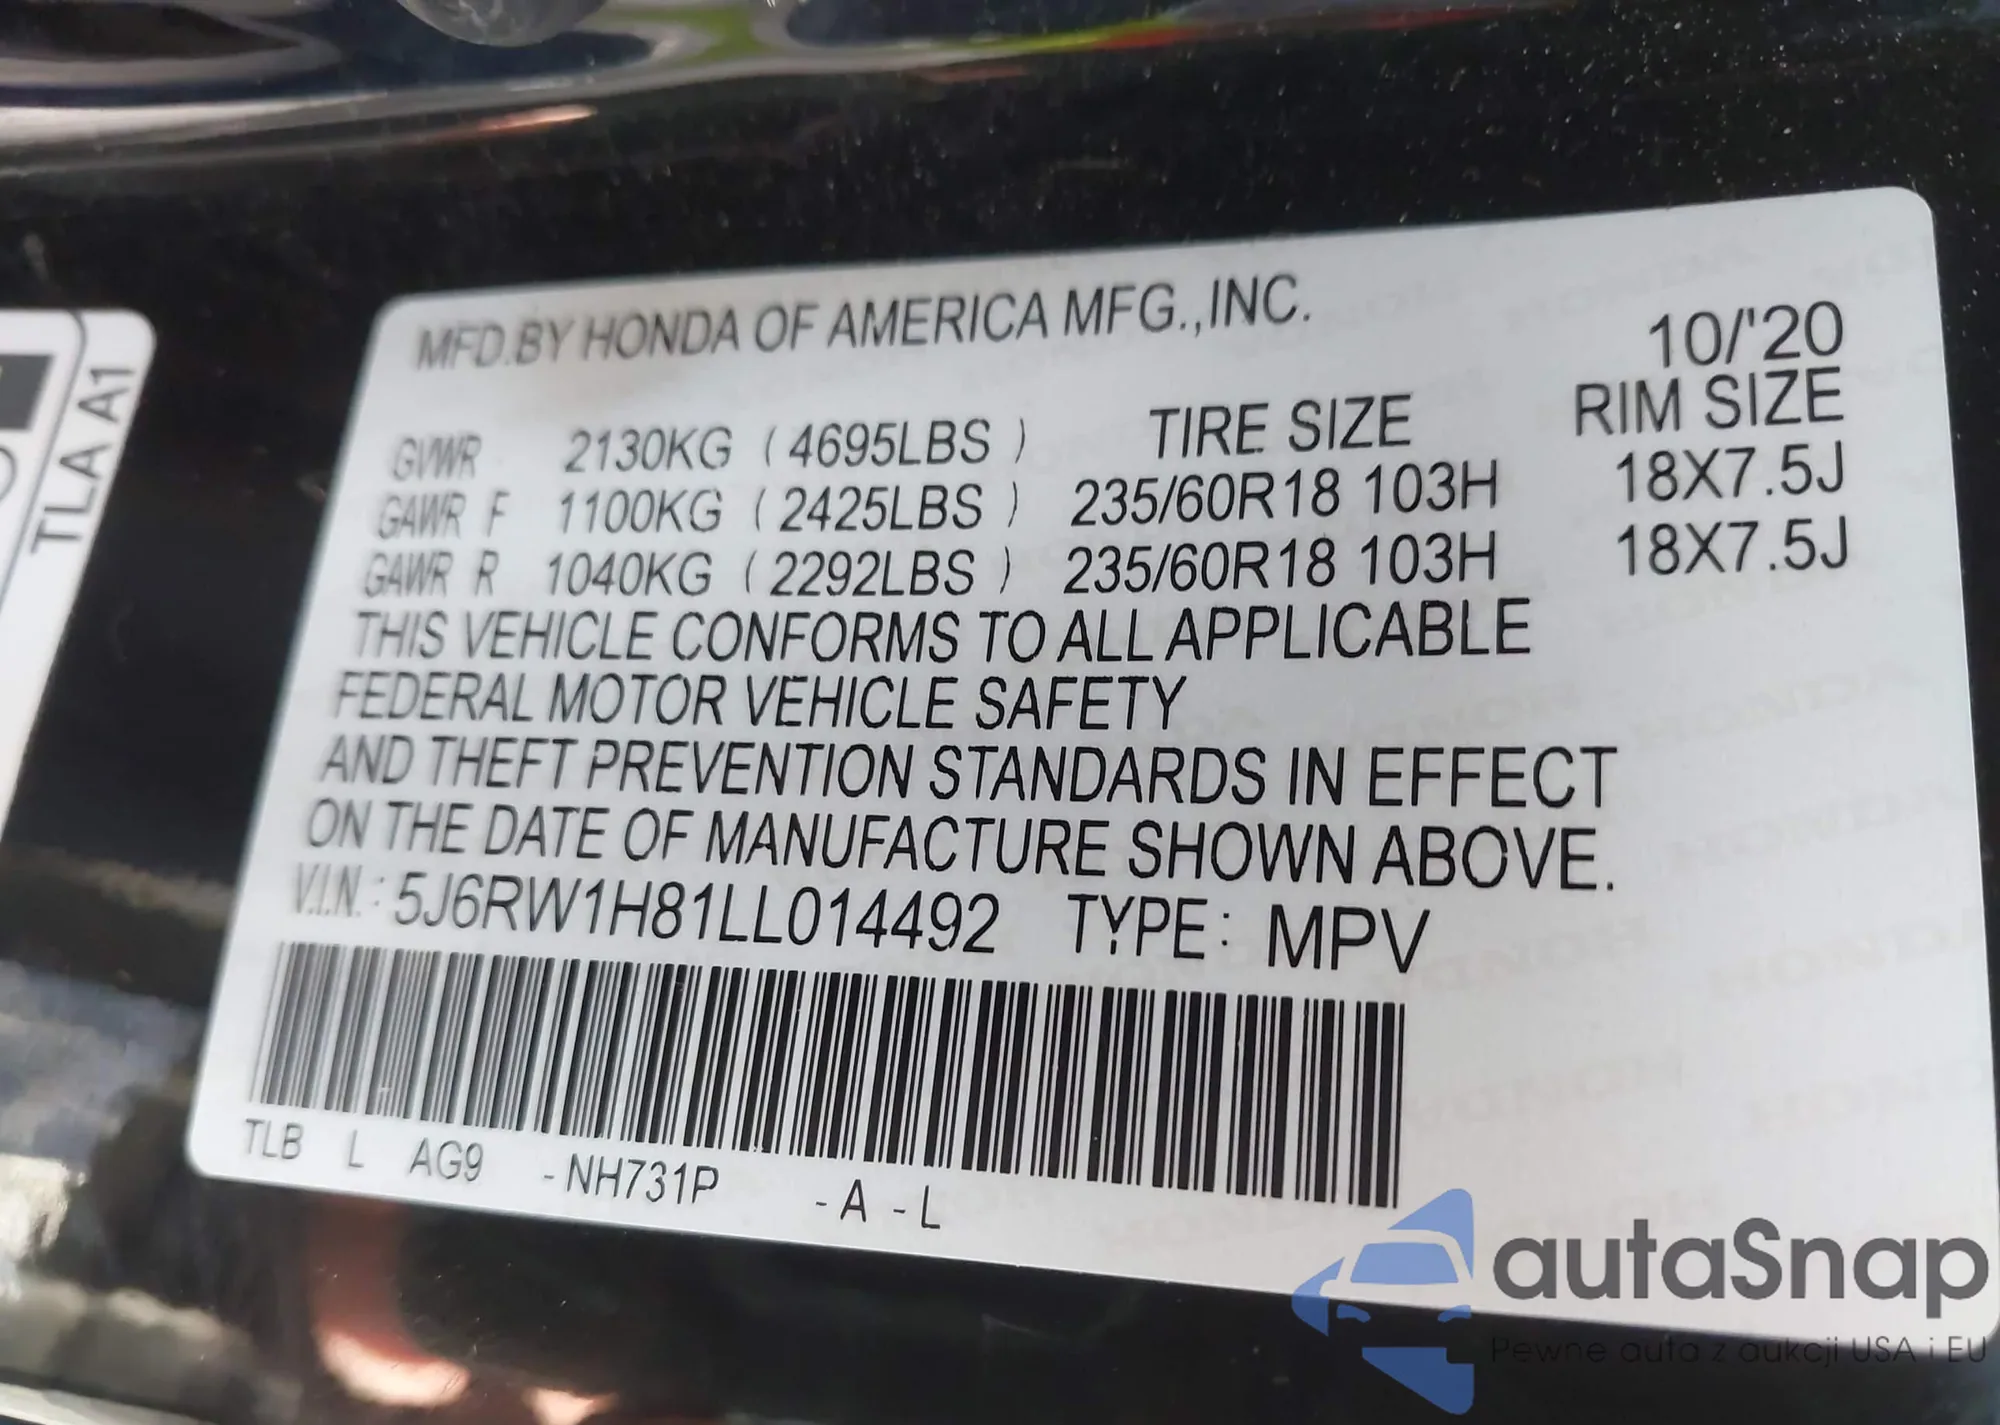 MFD.BY HONDA OF AMERICA MFG.,INC.
10/'20
GVWR 2130KG ( 4695LBS ) TIRE SIZE RIM SIZE
GAWR F 1100KG ( 2425LBS ) 235/60R18 103H 18X7.5J
GAWR R 1040KG ( 2292LBS ) 235/60R18 103H 18X7.5J
THIS VEHICLE CONFORMS TO ALL APPLICABLE
FEDERAL MOTOR VEHICLE SAFETY
AND THEFT PREVENTION STANDARDS IN EFFECT
ON THE DATE OF MANUFACTURE SHOWN ABOVE.
V.I.N.: 5J6RW1H81LL014492 TYPE: MPV
TLB L AG9 -NH731P -A -L
TLA A1
autaSnap
Pewne auta z aukcji USA i EU